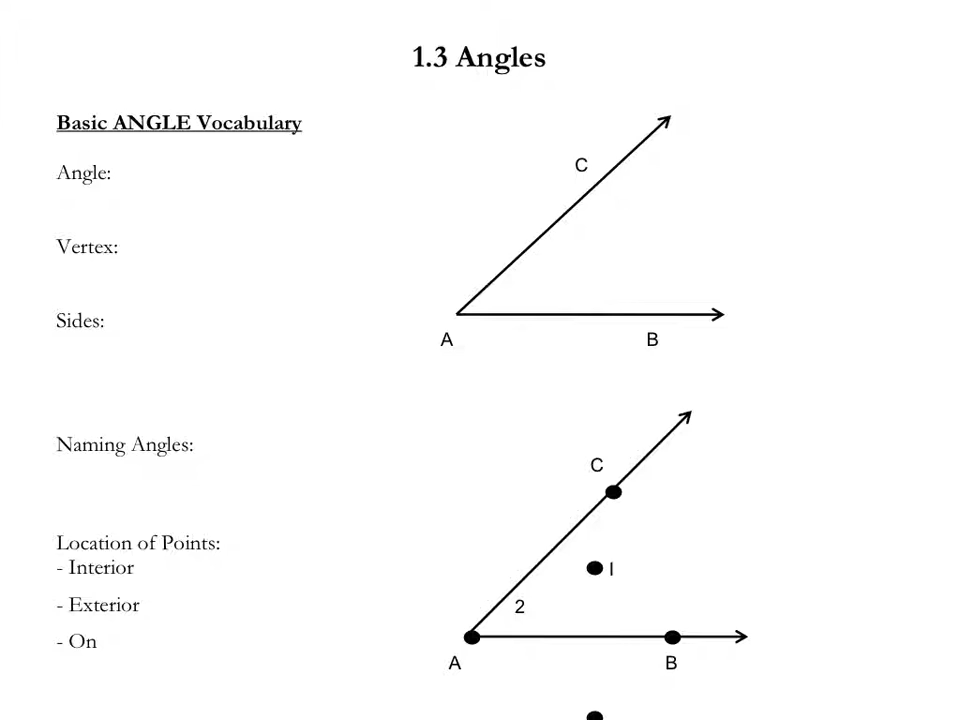 1.3 Angles
Basic ANGLE Vocabulary
Angle:
Vertex:
Sides:
C
A
B
Naming Angles:
Location of Points:
- Interior
- Exterior
- On
C
I
2
A
B